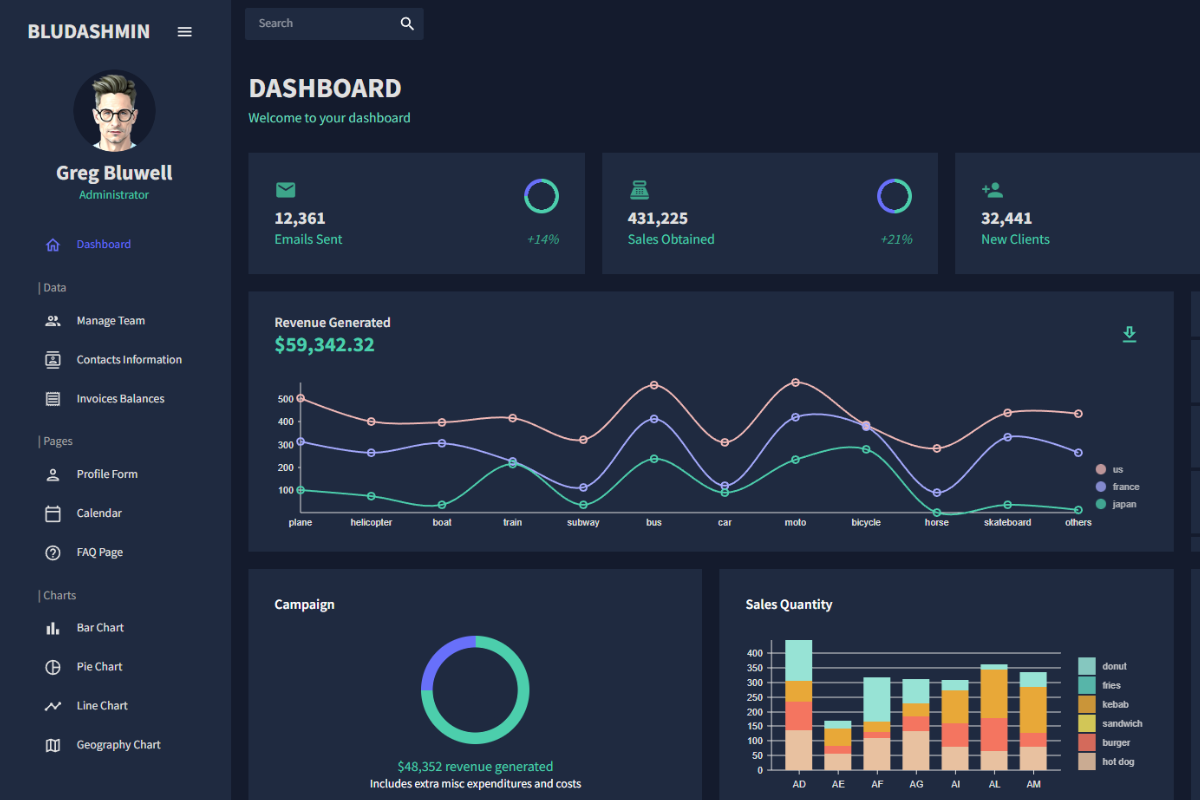 BLUDASHMIN
Greg Bluwell
Administrator
Dashboard
| Data
Manage Team
Contacts Information
Invoices Balances
| Pages
Profile Form
Calendar
FAQ Page
| Charts
Bar Chart
Pie Chart
Line Chart
Geography Chart
Search
DASHBOARD
Welcome to your dashboard
12,361
Emails Sent
+14%
431,225
Sales Obtained
+21%
32,441
New Clients
Revenue Generated
$59,342.32
500
400
300
200
100
plane helicopter boat train subway bus car moto bicycle horse skateboard others
us
france
japan
Campaign
$48,352 revenue generated
Includes extra misc expenditures and costs
Sales Quantity
400
350
300
250
200
150
100
50
0
AD AE AF AG AI AL AM
donut
fries
kebab
sandwich
burger
hot dog